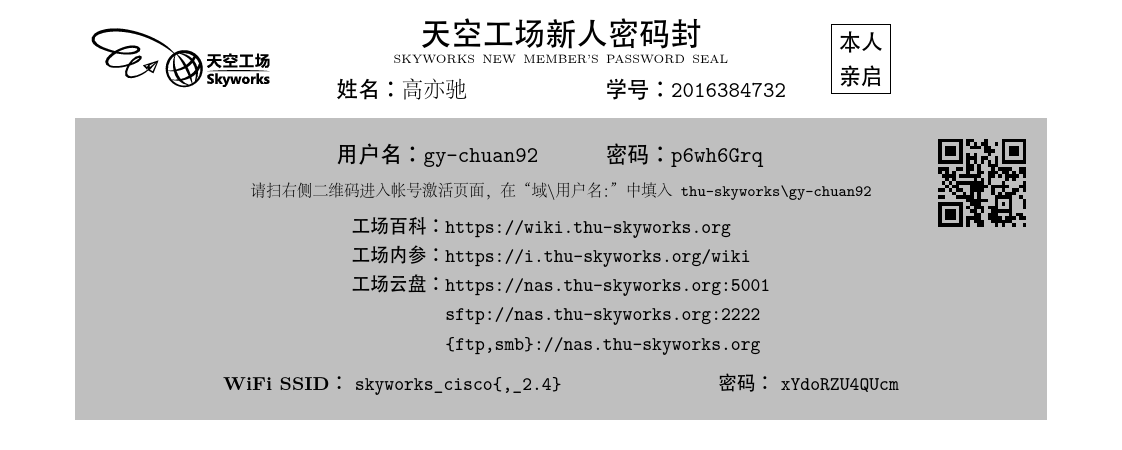 天空工场
Skyworks
天空工场新人密码封
SKYWORKS NEW MEMBER'S PASSWORD SEAL
姓名：高亦驰 学号：2016384732
本人
亲启
用户名：gy-chuan92 密码：p6wh6Grq
请扫右侧二维码进入帐号激活页面，在“域\用户名：”中填入 thu-skyworks\gy-chuan92
工场百科：https://wiki.thu-skyworks.org
工场内参：https://i.thu-skyworks.org/wiki
工场云盘：https://nas.thu-skyworks.org:5001
sftp://nas.thu-skyworks.org:2222
{ftp,smb}://nas.thu-skyworks.org
WiFi SSID： skyworks_cisco{,_2.4} 密码： xYdoRZU4QUcm